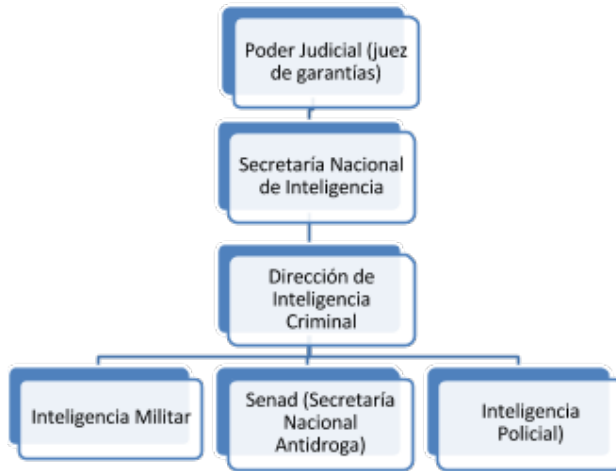 Poder Judicial (juez
de garantías)
Secretaría Nacional
de Inteligencia
Dirección de
Inteligencia
Criminal
Inteligencia Militar
Senad (Secretaría
Nacional
Antidroga)
Inteligencia
Policial)